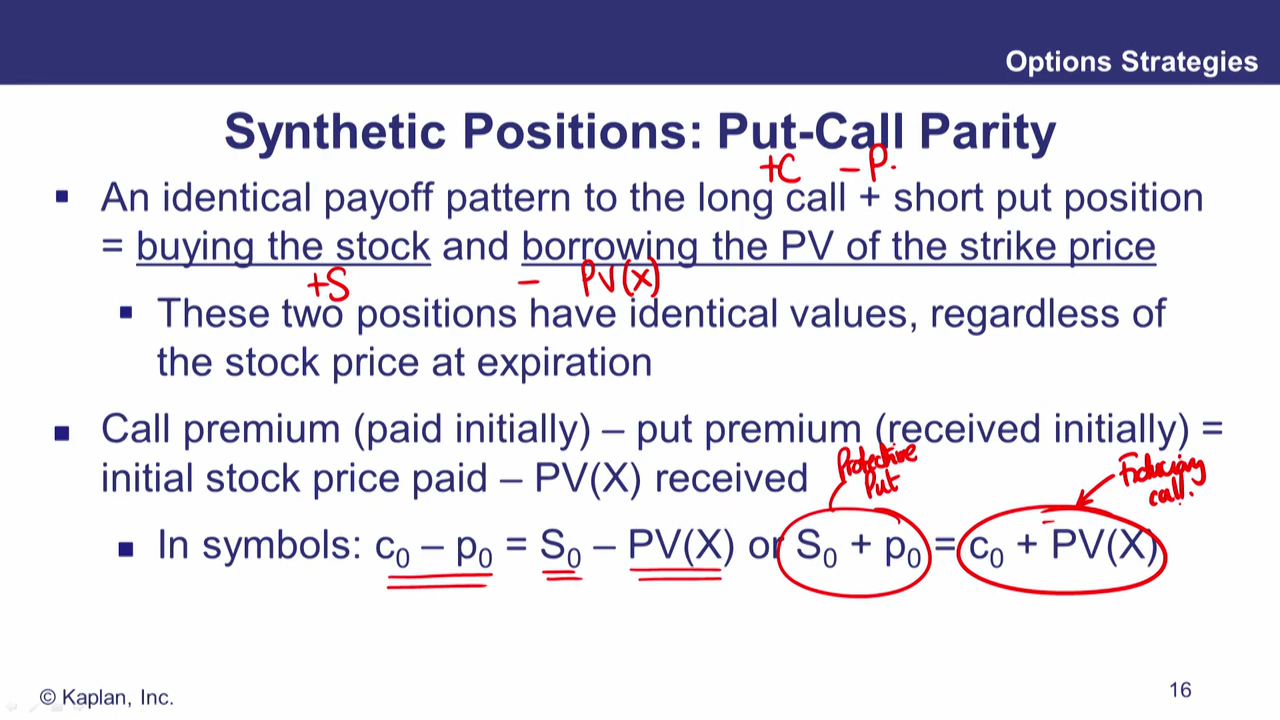 Options Strategies
Synthetic Positions: Put-Call Parity
+C – P.
▪ An identical payoff pattern to the long call + short put position
= buying the stock and borrowing the PV of the strike price
+S – PV(X)
▪ These two positions have identical values, regardless of
the stock price at expiration
▪ Call premium (paid initially) – put premium (received initially) =
initial stock price paid – PV(X) received
Protective
Put
Fiduciary
call.
▪ In symbols: c₀ – p₀ = S₀ – PV(X) or S₀ + p₀ = c₀ + PV(X)
© Kaplan, Inc.
16